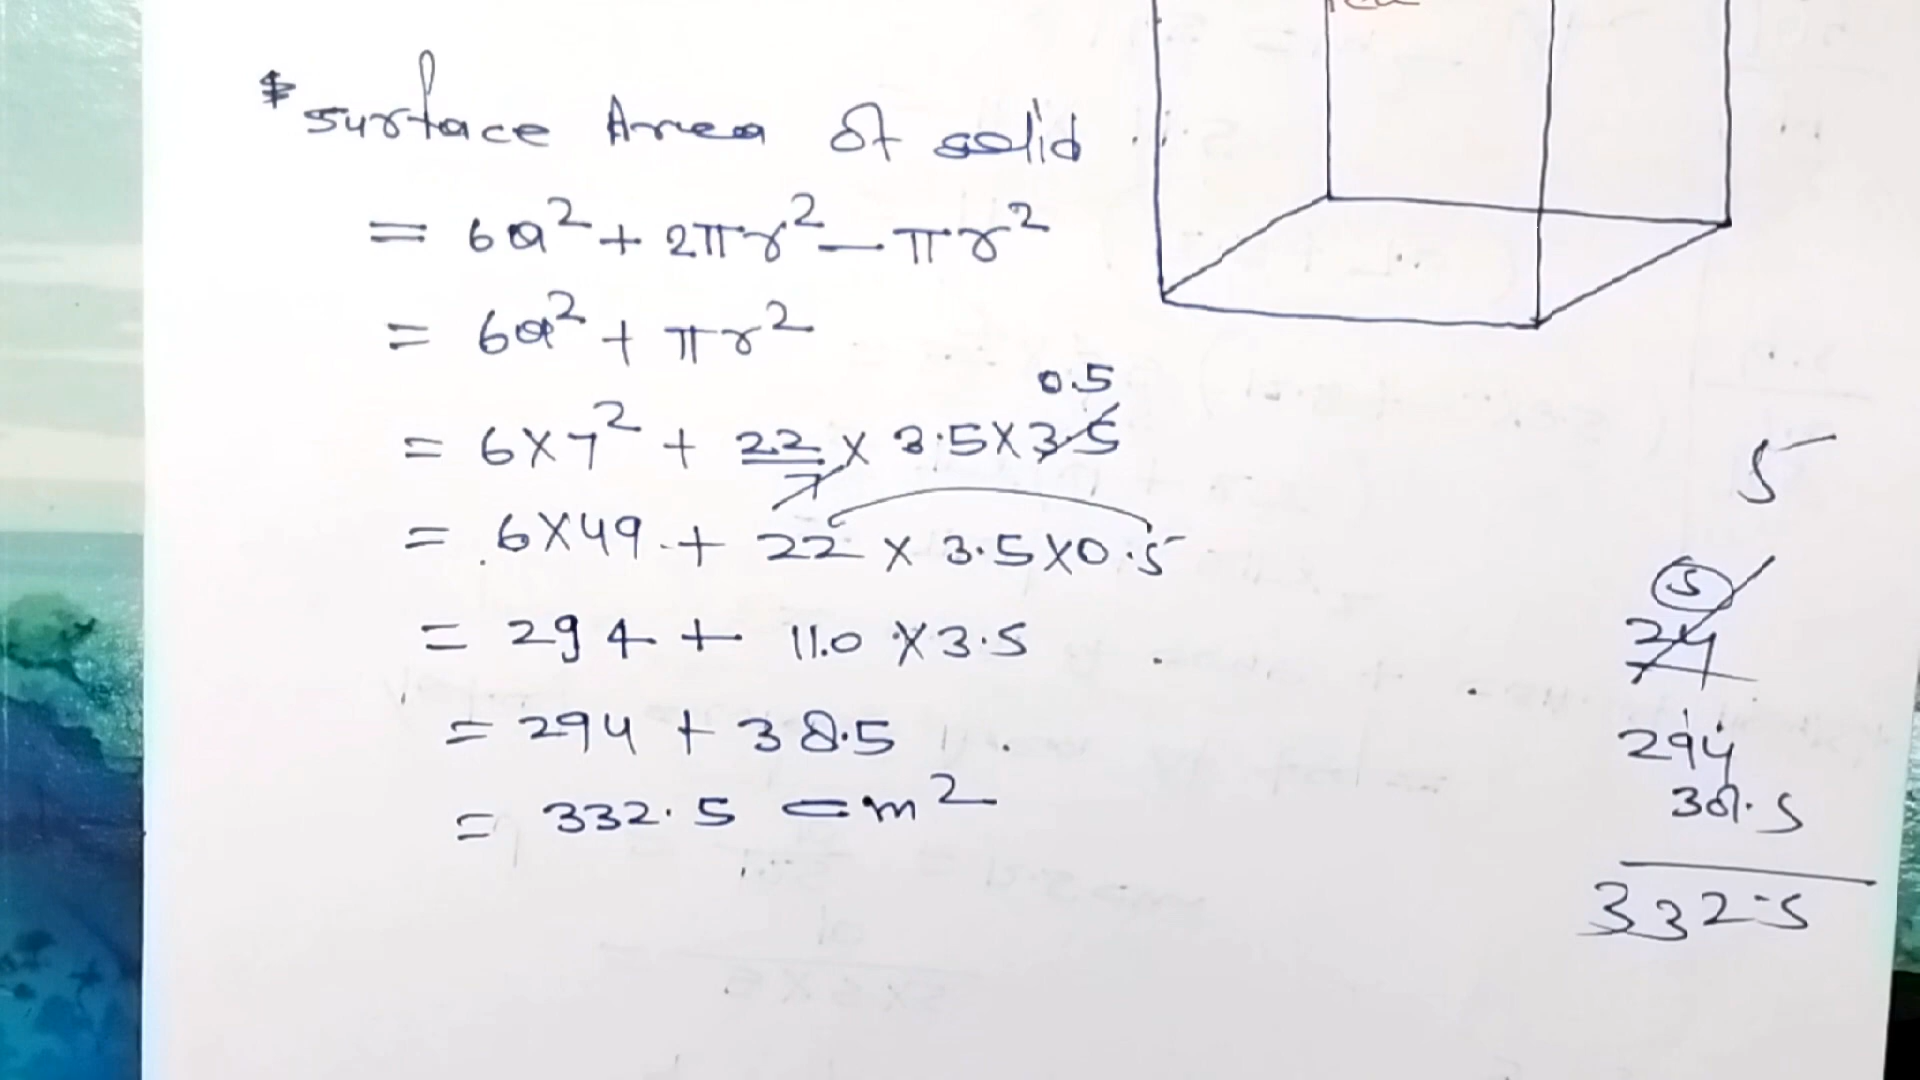 * Surface Area of solid
= 6a² + 2πr² - πr²
= 6a² + πr²
0.5
= 6×7² + 22/7 × 3.5×3.5
= 6×49 + 22 × 3.5×0.5
= 294 + 11.0 ×3.5
= 294 + 38.5
= 332.5 cm²
5
5
24
294
38.5
332.5